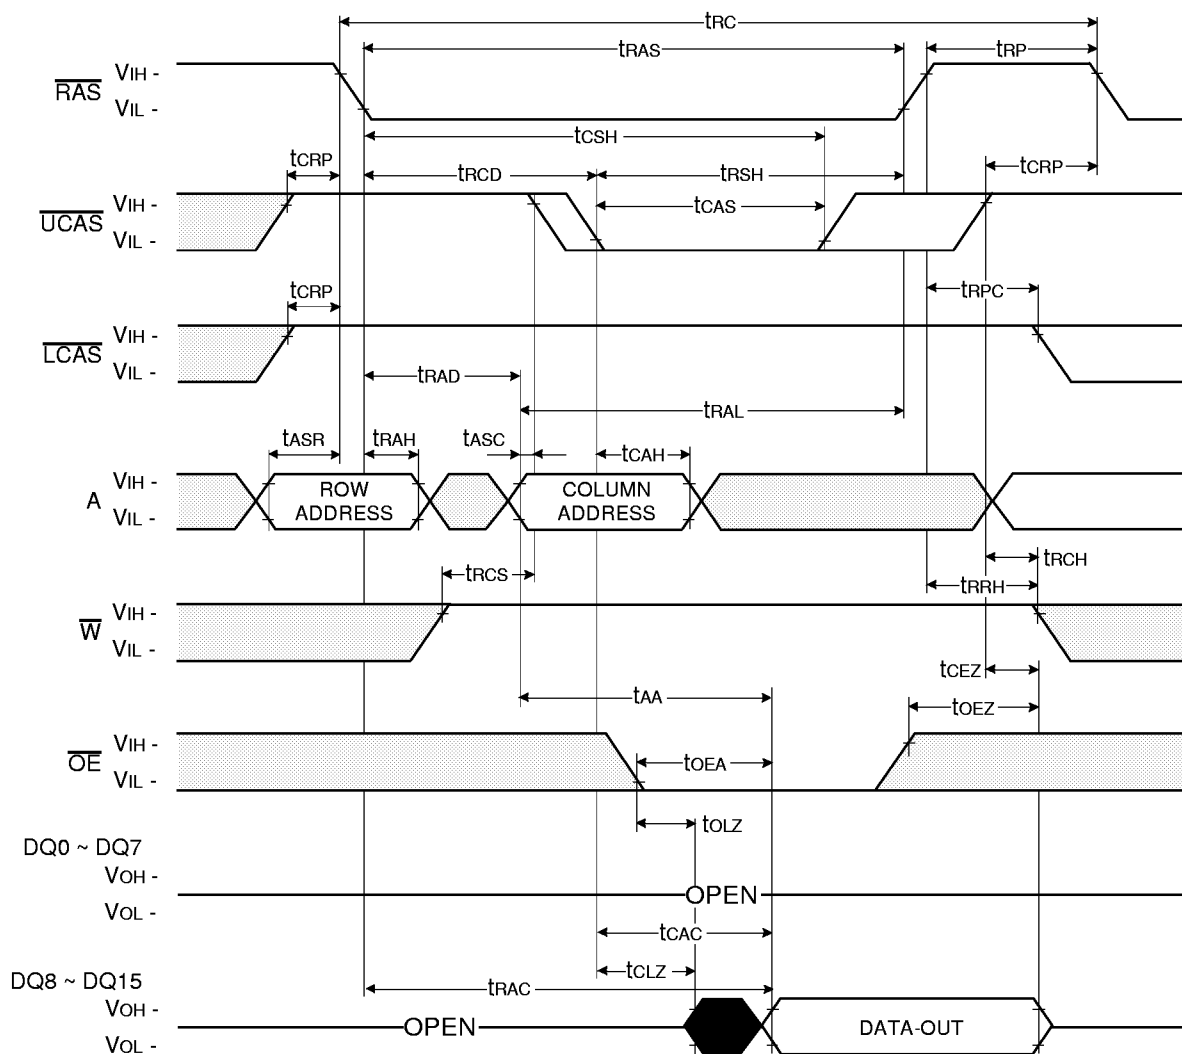 tRC
tRAS
tRP
RAS
VIH -
VIL -
tCSH
tCRP
tRCD
tRSH
tCRP
UCAS
VIH -
VIL -
tCAS
tCRP
tRPC
LCAS
VIH -
VIL -
tRAD
tRAL
tASR
tRAH
tASC
tCAH
A
VIH -
VIL -
ROW
ADDRESS
COLUMN
ADDRESS
tRCS
tRCH
tRRH
W
VIH -
VIL -
tCEZ
tAA
tOEZ
OE
VIH -
VIL -
tOEA
tOLZ
DQ0 ~ DQ7
VOH -
VOL -
OPEN
tCAC
tCLZ
DQ8 ~ DQ15
tRAC
VOH -
VOL -
OPEN
DATA-OUT